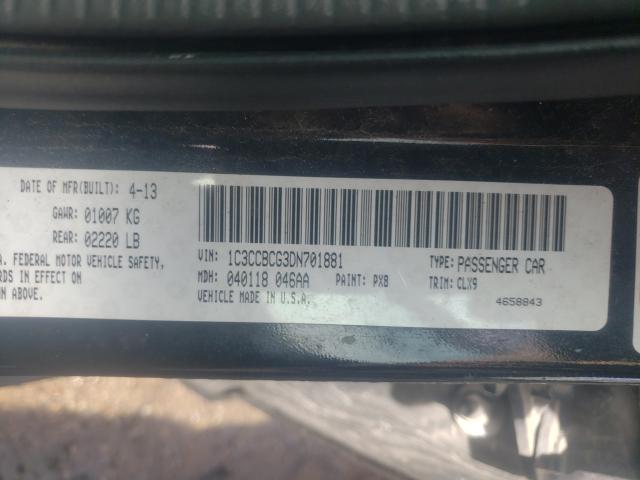 DATE OF MFR(BUILT): 4-13
GAWR: 01007 KG
REAR: 02220 LB
A. FEDERAL MOTOR VEHICLE SAFETY,
RDS IN EFFECT ON
N ABOVE.
VIN: 1C3CCBCG3DN701881
TYPE: PASSENGER CAR
MDH: 040118 046AA
PAINT: PX8
TRIM: CLX9
VEHICLE MADE IN U.S.A.
4658843